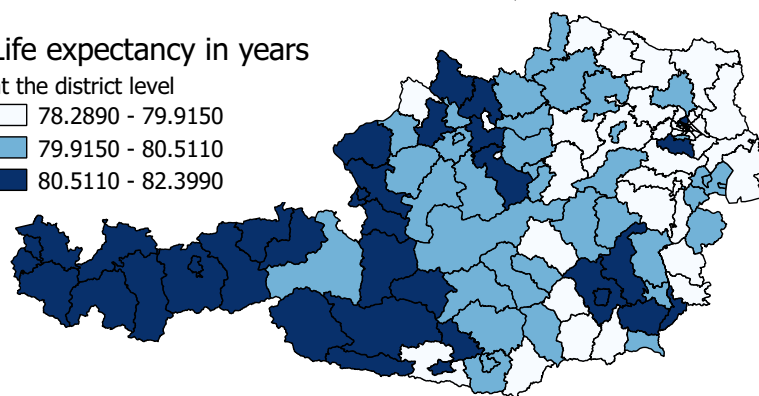 Life expectancy in years
at the district level
78.2890 - 79.9150
79.9150 - 80.5110
80.5110 - 82.3990